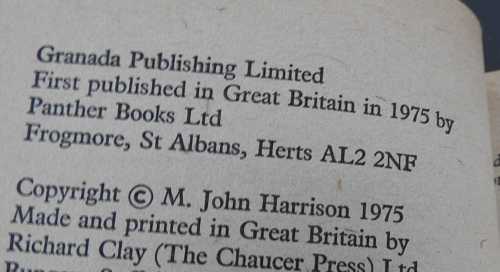 Granada Publishing Limited
First published in Great Britain in 1975 by
Panther Books Ltd
Frogmore, St Albans, Herts AL2 2NF
Copyright © M. John Harrison 1975
Made and printed in Great Britain by
Richard Clay (The Chaucer Press) Ltd